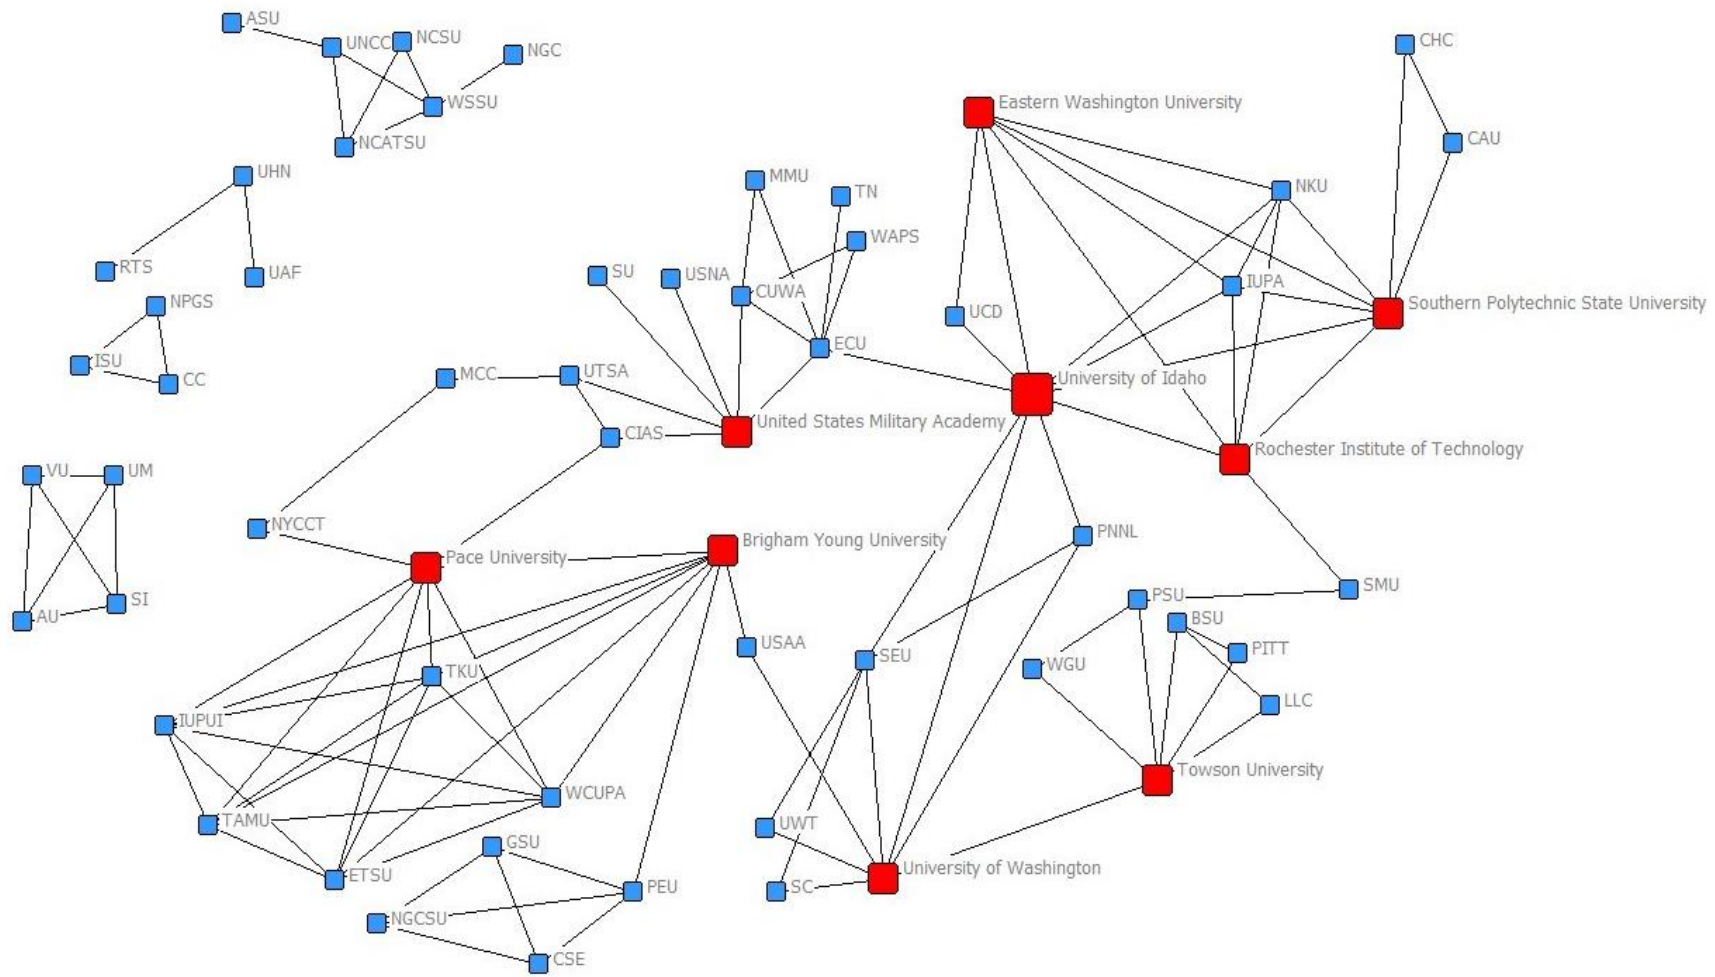 ASU
UNCC
NCSU
NGC
CHC
WSSU
Eastern Washington University
NCATSU
CAU
UHN
MMU
TN
NKU
WAPS
RTS
UAF
SU
USNA
CUWA
IUPA
NPGS
UCD
Southern Polytechnic State University
ECU
ISU
CC
MCC
UTSA
University of Idaho
United States Military Academy
CIAS
Rochester Institute of Technology
VU
UM
NYCCT
PNNL
Brigham Young University
Pace University
SMU
PSU
SI
AU
BSU
USAA
PITT
SEU
WGU
TKU
LLC
IUPUI
Towson University
WCUPA
TAMU
UWT
GSU
University of Washington
ETSU
PEU
SC
NGCSU
CSE